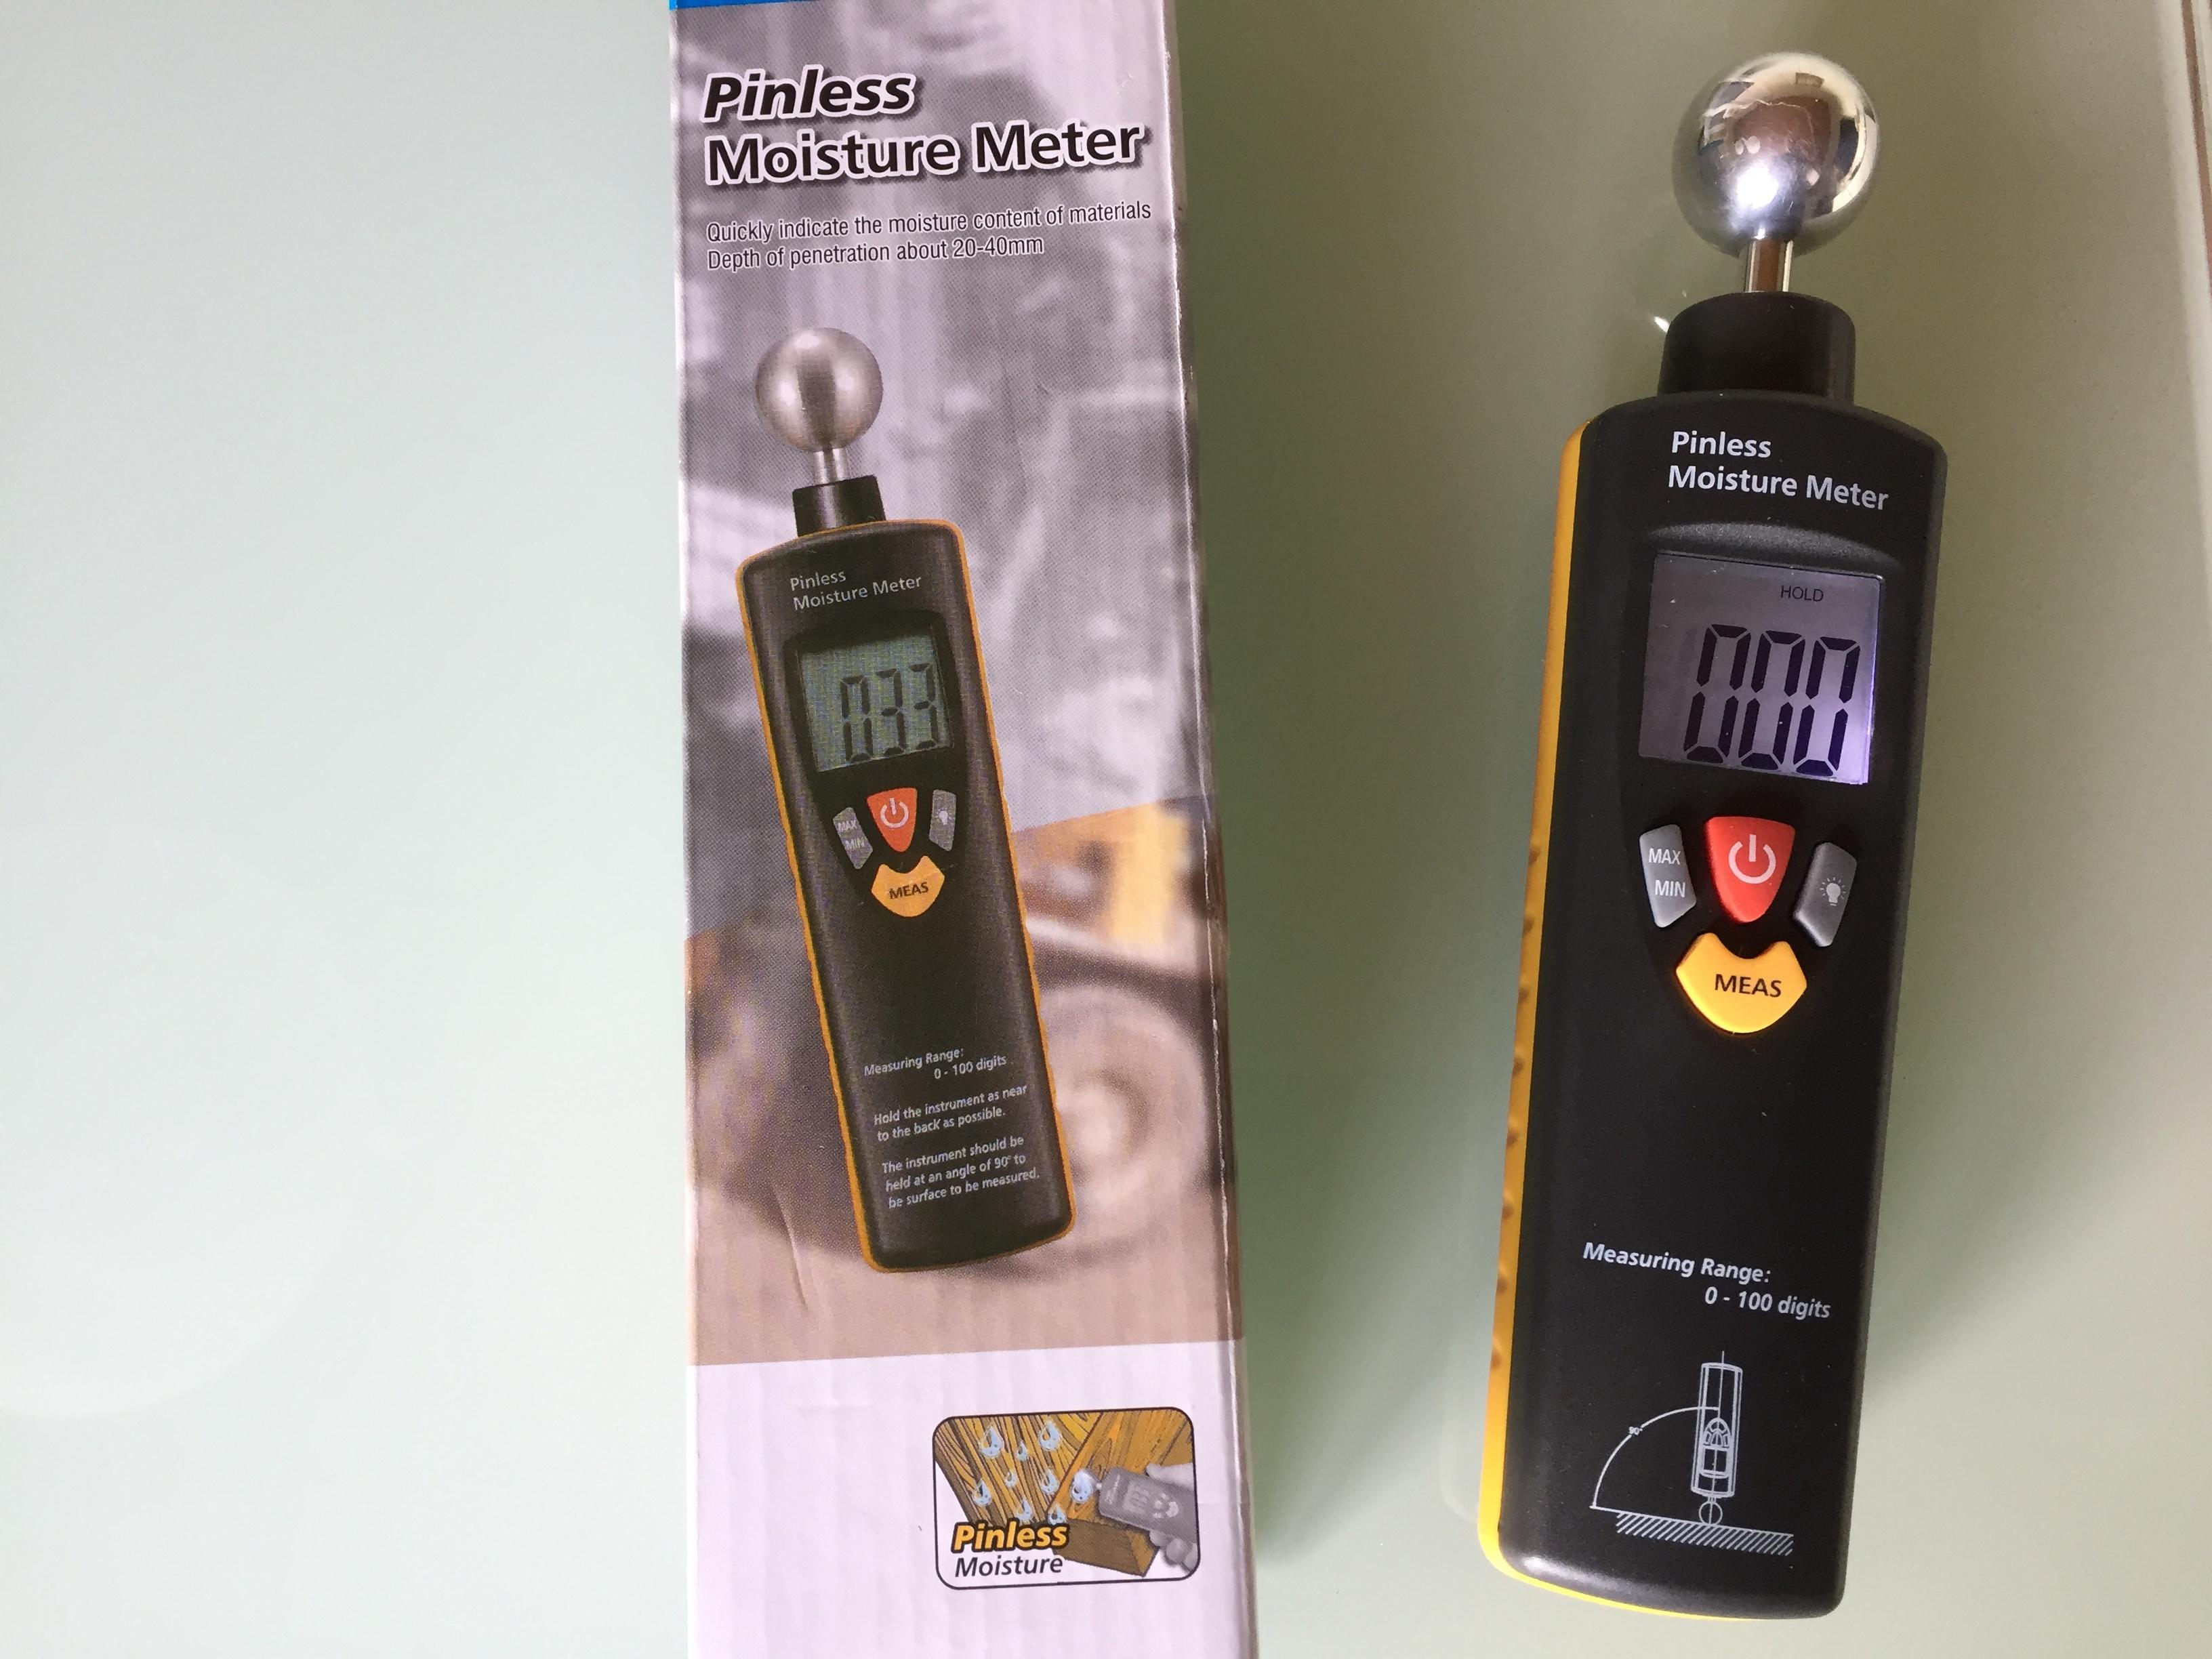 Pinless
Moisture Meter
Quickly indicate the moisture content of materials
Depth of penetration about 20-40mm
Pinless
Moisture Meter
033
MAX
MIN
MEAS
Measuring Range:
0 - 100 digits
Hold the instrument as near
to the back as possible.
The instrument should be
held at an angle of 90° to
be surface to be measured.
Pinless
Moisture
Pinless
Moisture Meter
HOLD
000
MAX
MIN
MEAS
Measuring Range:
0 - 100 digits
90°